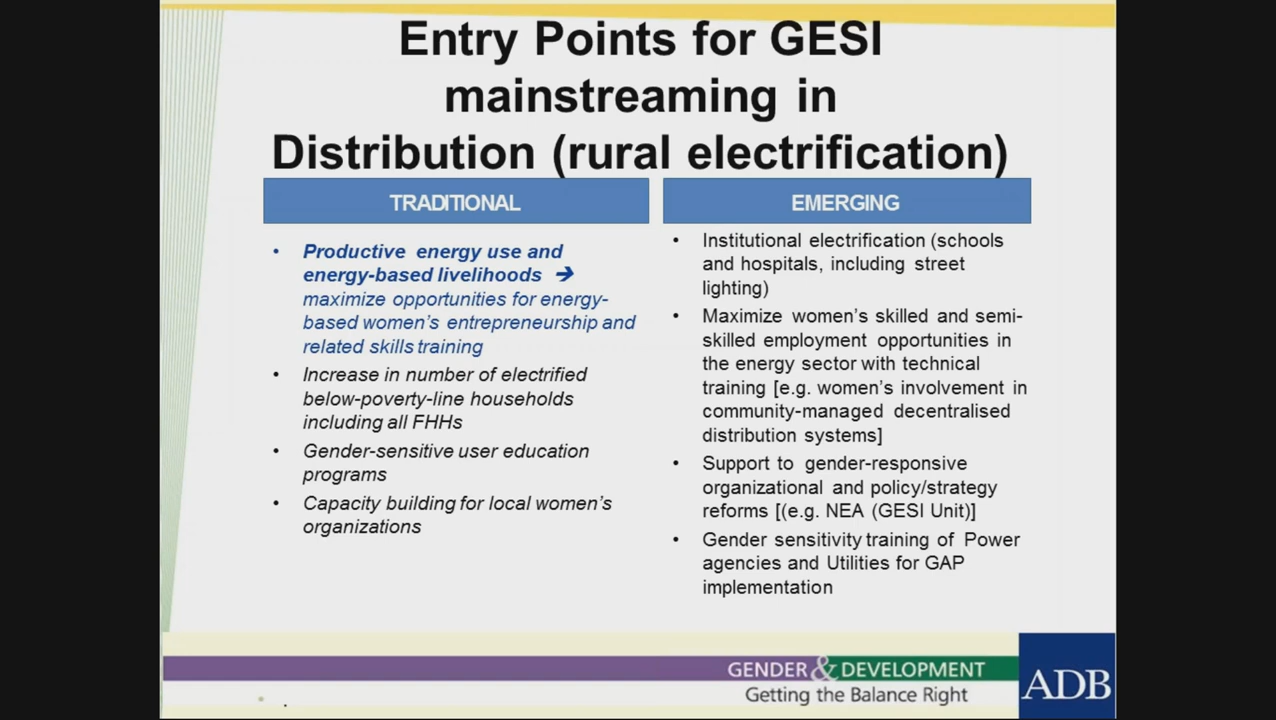 Entry Points for GESI
mainstreaming in
Distribution (rural electrification)
TRADITIONAL
• Productive energy use and
energy-based livelihoods ➔
maximize opportunities for energy-
based women's entrepreneurship and
related skills training
• Increase in number of electrified
below-poverty-line households
including all FHHs
• Gender-sensitive user education
programs
• Capacity building for local women's
organizations
EMERGING
• Institutional electrification (schools
and hospitals, including street
lighting)
• Maximize women's skilled and semi-
skilled employment opportunities in
the energy sector with technical
training [e.g. women's involvement in
community-managed decentralised
distribution systems]
• Support to gender-responsive
organizational and policy/strategy
reforms [(e.g. NEA (GESI Unit)]
• Gender sensitivity training of Power
agencies and Utilities for GAP
implementation
GENDER & DEVELOPMENT
Getting the Balance Right
ADB